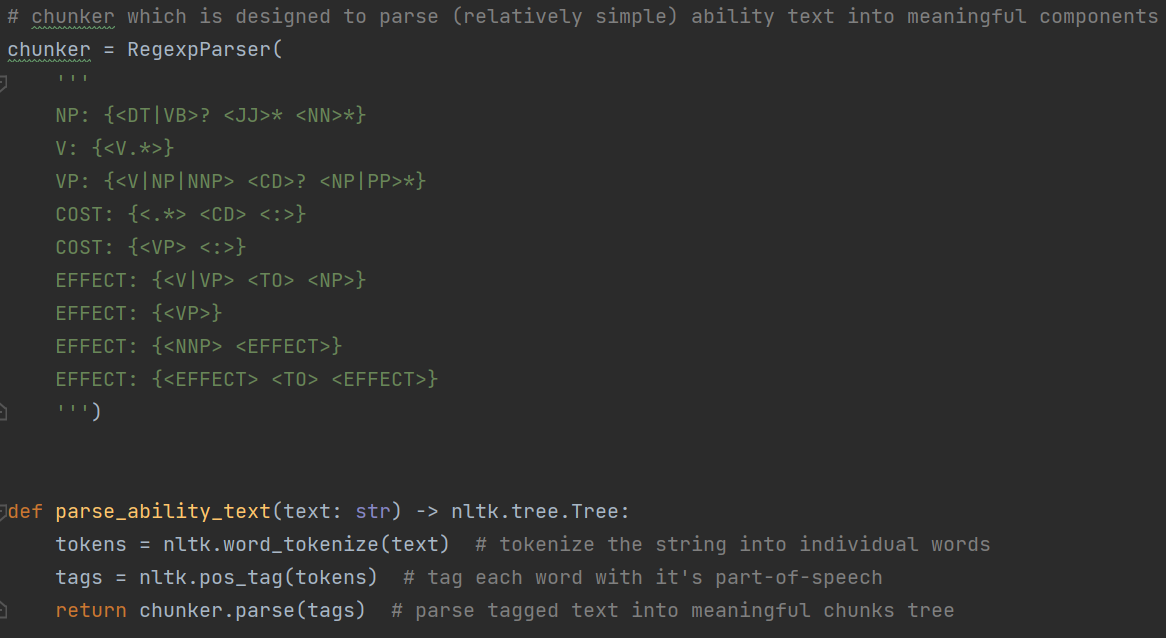 # chunker which is designed to parse (relatively simple) ability text into meaningful components
chunker = RegexpParser(
    '''
    NP: {<DT|VB>? <JJ>* <NN>*}
    V: {<V.*>}
    VP: {<V|NP|NNP> <CD>? <NP|PP>*}
    COST: {<.*> <CD> <:>}
    COST: {<VP> <:>}
    EFFECT: {<V|VP> <TO> <NP>}
    EFFECT: {<VP>}
    EFFECT: {<NNP> <EFFECT>}
    EFFECT: {<EFFECT> <TO> <EFFECT>}
    ''')
def parse_ability_text(text: str) -> nltk.tree.Tree:
    tokens = nltk.word_tokenize(text)  # tokenize the string into individual words
    tags = nltk.pos_tag(tokens)  # tag each word with it's part-of-speech
    return chunker.parse(tags)  # parse tagged text into meaningful chunks tree